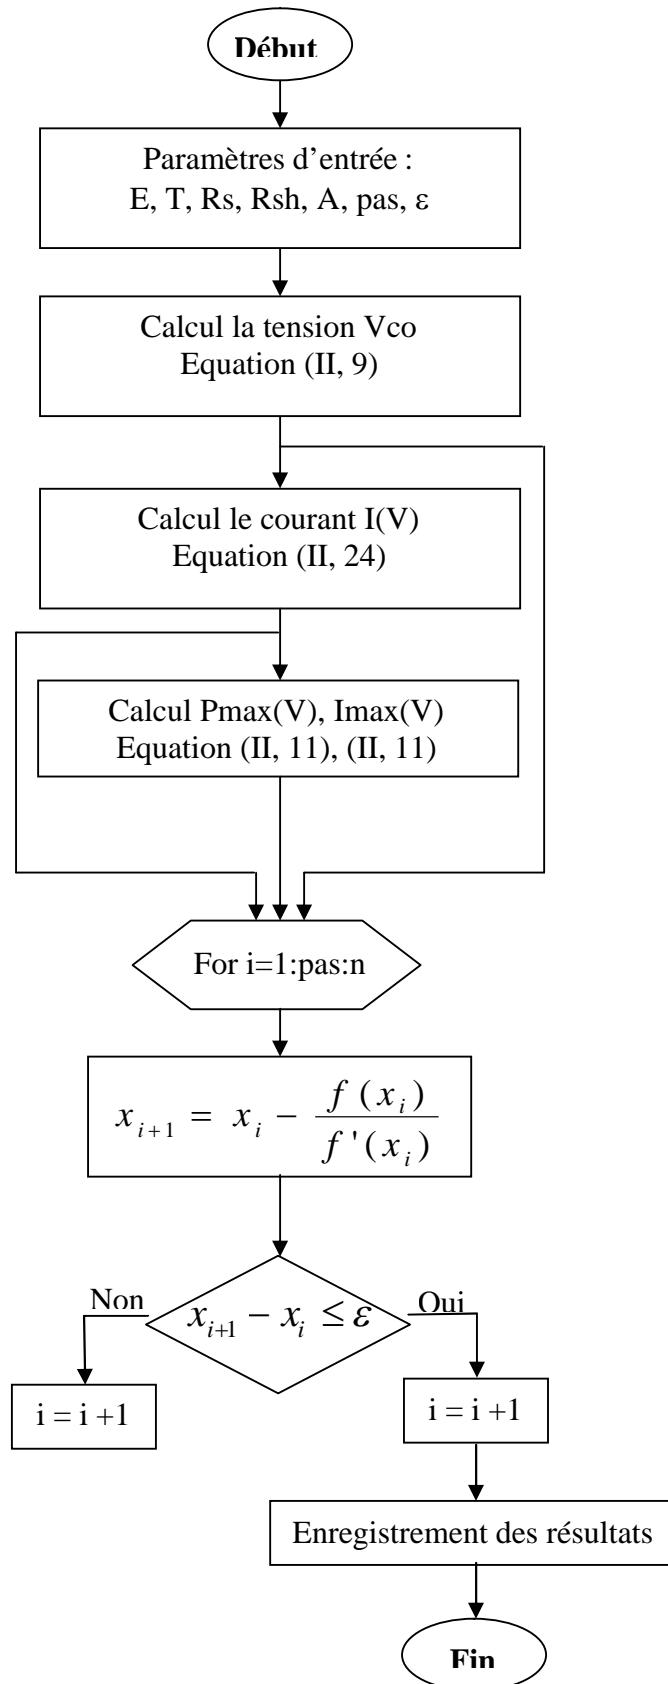 Début
Paramètres d’entrée :
E, T, Rs, Rsh, A, pas, ε
Calcul la tension Vco
Equation (II, 9)
Calcul le courant I(V)
Equation (II, 24)
Calcul Pmax(V), Imax(V)
Equation (II, 11), (II, 11)
For i=1:pas:n
x_{i+1} = x_i − f(x_i) / f'(x_i)
Non
x_{i+1} − x_i ≤ ε
Oui
i = i +1
i = i +1
Enregistrement des résultats
Fin